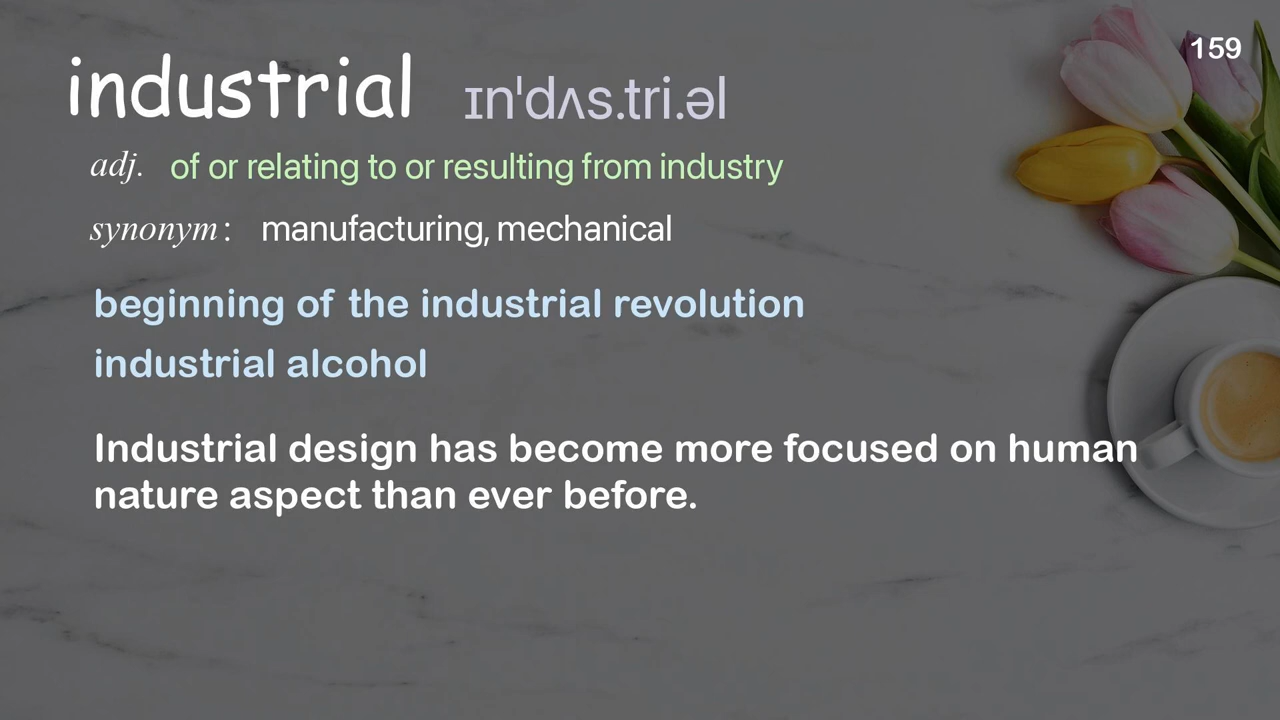 159
industrial ɪnˈdʌs.tri.əl
adj. of or relating to or resulting from industry
synonym: manufacturing, mechanical
beginning of the industrial revolution
industrial alcohol
Industrial design has become more focused on human
nature aspect than ever before.